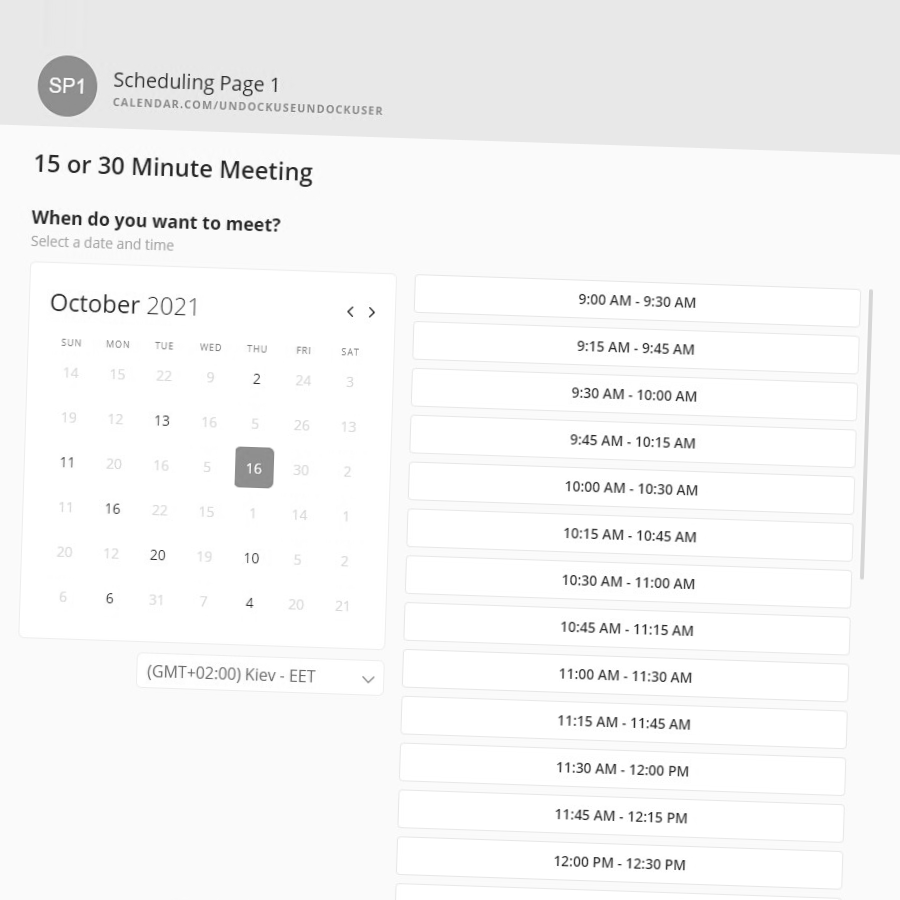 SP1
Scheduling Page 1
CALENDAR.COM/UNDOCKUSEUNDOCKUSER
15 or 30 Minute Meeting
When do you want to meet?
Select a date and time
October 2021
SUN MON TUE WED THU FRI SAT
14 15 22 9 2 24 3
19 12 13 16 5 26 13
11 20 16 5 16 30 2
11 16 22 15 1 14 1
20 12 20 19 10 5 2
6 6 31 7 4 20 21
(GMT+02:00) Kiev - EET
9:00 AM - 9:30 AM
9:15 AM - 9:45 AM
9:30 AM - 10:00 AM
9:45 AM - 10:15 AM
10:00 AM - 10:30 AM
10:15 AM - 10:45 AM
10:30 AM - 11:00 AM
10:45 AM - 11:15 AM
11:00 AM - 11:30 AM
11:15 AM - 11:45 AM
11:30 AM - 12:00 PM
11:45 AM - 12:15 PM
12:00 PM - 12:30 PM